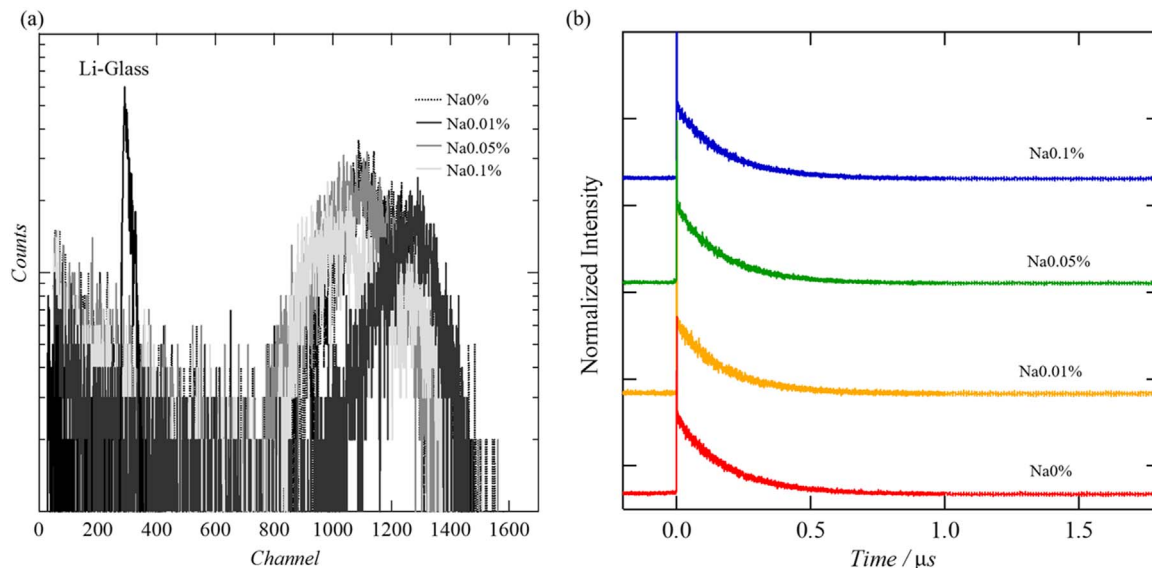 (a)
Li-Glass
Na0%
Na0.01%
Na0.05%
Na0.1%
Counts
0 200 400 600 800 1000 1200 1400 1600
Channel
(b)
Na0.1%
Na0.05%
Na0.01%
Na0%
Normalized Intensity
0.0 0.5 1.0 1.5
Time / μs